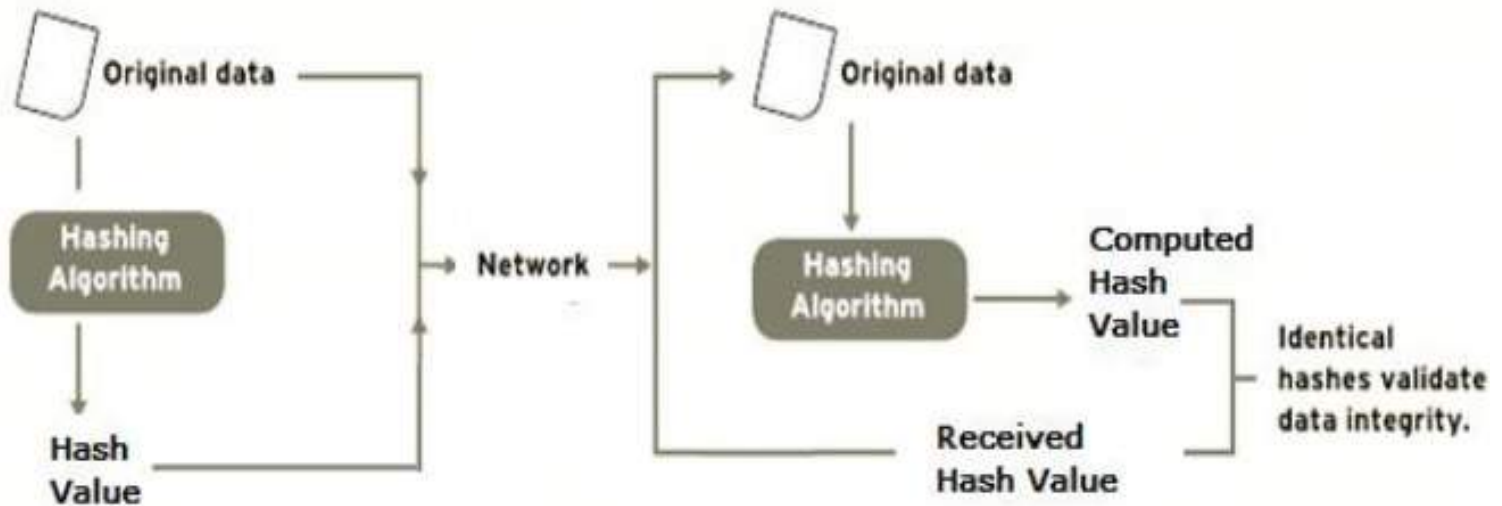 Original data
Hashing
Algorithm
Hash
Value
Network
Original data
Hashing
Algorithm
Computed
Hash
Value
Received
Hash Value
Identical
hashes validate
data integrity.